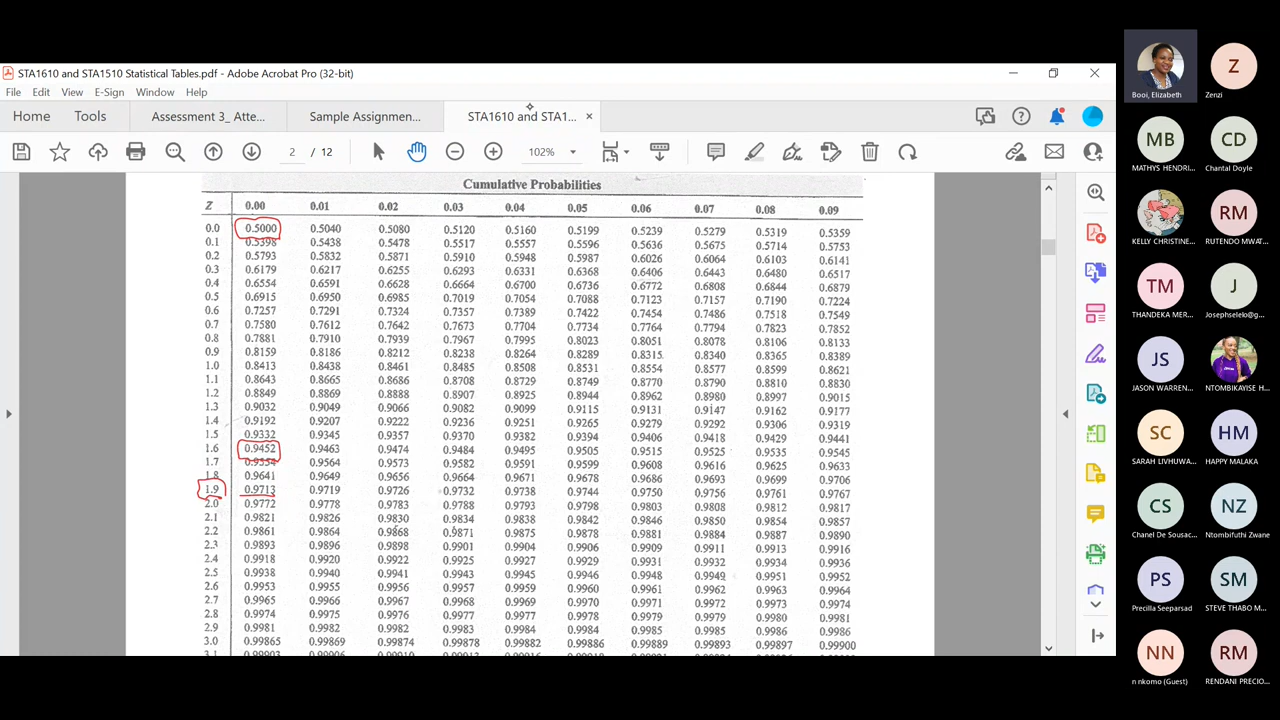 STA1610 and STA1510 Statistical Tables.pdf - Adobe Acrobat Pro (32-bit)
File Edit View E-Sign Window Help
Home Tools Assessment 3_ Atte... Sample Assignmen... STA1610 and STA1... ×
2 / 12 102%
Cumulative Probabilities
Z 0.00 0.01 0.02 0.03 0.04 0.05 0.06 0.07 0.08 0.09
0.0 0.5000 0.5040 0.5080 0.5120 0.5160 0.5199 0.5239 0.5279 0.5319 0.5359
0.1 0.5398 0.5438 0.5478 0.5517 0.5557 0.5596 0.5636 0.5675 0.5714 0.5753
0.2 0.5793 0.5832 0.5871 0.5910 0.5948 0.5987 0.6026 0.6064 0.6103 0.6141
0.3 0.6179 0.6217 0.6255 0.6293 0.6331 0.6368 0.6406 0.6443 0.6480 0.6517
0.4 0.6554 0.6591 0.6628 0.6664 0.6700 0.6736 0.6772 0.6808 0.6844 0.6879
0.5 0.6915 0.6950 0.6985 0.7019 0.7054 0.7088 0.7123 0.7157 0.7190 0.7224
0.6 0.7257 0.7291 0.7324 0.7357 0.7389 0.7422 0.7454 0.7486 0.7518 0.7549
0.7 0.7580 0.7612 0.7642 0.7673 0.7704 0.7734 0.7764 0.7794 0.7823 0.7852
0.8 0.7881 0.7910 0.7939 0.7967 0.7995 0.8023 0.8051 0.8078 0.8106 0.8133
0.9 0.8159 0.8186 0.8212 0.8238 0.8264 0.8289 0.8315 0.8340 0.8365 0.8389
1.0 0.8413 0.8438 0.8461 0.8485 0.8508 0.8531 0.8554 0.8577 0.8599 0.8621
1.1 0.8643 0.8665 0.8686 0.8708 0.8729 0.8749 0.8770 0.8790 0.8810 0.8830
1.2 0.8849 0.8869 0.8888 0.8907 0.8925 0.8944 0.8962 0.8980 0.8997 0.9015
1.3 0.9032 0.9049 0.9066 0.9082 0.9099 0.9115 0.9131 0.9147 0.9162 0.9177
1.4 0.9192 0.9207 0.9222 0.9236 0.9251 0.9265 0.9279 0.9292 0.9306 0.9319
1.5 0.9332 0.9345 0.9357 0.9370 0.9382 0.9394 0.9406 0.9418 0.9429 0.9441
1.6 0.9452 0.9463 0.9474 0.9484 0.9495 0.9505 0.9515 0.9525 0.9535 0.9545
1.7 0.9554 0.9564 0.9573 0.9582 0.9591 0.9599 0.9608 0.9616 0.9625 0.9633
1.8 0.9641 0.9649 0.9656 0.9664 0.9671 0.9678 0.9686 0.9693 0.9699 0.9706
1.9 0.9713 0.9719 0.9726 0.9732 0.9738 0.9744 0.9750 0.9756 0.9761 0.9767
2.0 0.9772 0.9778 0.9783 0.9788 0.9793 0.9798 0.9803 0.9808 0.9812 0.9817
2.1 0.9821 0.9826 0.9830 0.9834 0.9838 0.9842 0.9846 0.9850 0.9854 0.9857
2.2 0.9861 0.9864 0.9868 0.9871 0.9875 0.9878 0.9881 0.9884 0.9887 0.9890
2.3 0.9893 0.9896 0.9898 0.9901 0.9904 0.9906 0.9909 0.9911 0.9913 0.9916
2.4 0.9918 0.9920 0.9922 0.9925 0.9927 0.9929 0.9931 0.9932 0.9934 0.9936
2.5 0.9938 0.9940 0.9941 0.9943 0.9945 0.9946 0.9948 0.9949 0.9951 0.9952
2.6 0.9953 0.9955 0.9956 0.9957 0.9959 0.9960 0.9961 0.9962 0.9963 0.9964
2.7 0.9965 0.9966 0.9967 0.9968 0.9969 0.9970 0.9971 0.9972 0.9973 0.9974
2.8 0.9974 0.9975 0.9976 0.9977 0.9977 0.9978 0.9979 0.9979 0.9980 0.9981
2.9 0.9981 0.9982 0.9982 0.9983 0.9984 0.9984 0.9985 0.9985 0.9986 0.9986
3.0 0.99865 0.99869 0.99874 0.99878 0.99882 0.99886 0.99889 0.99893 0.99897 0.99900
Booi, Elizabeth
Z Zenzi
MB MATHYS HENDRI...
CD Chantal Doyle
KELLY CHRISTINE...
RM RUTENDO MWAT...
TM THANDEKA MER...
J Josephselelo@g...
JS JASON WARREN...
NTOMBIKAYISE H...
SC SARAH LIVHUWA...
HM HAPPY MALAKA
CS Chanel De Sousac...
NZ Ntombifuthi Zwane
PS Precilla Seeparsad
SM STEVE THABO M...
NN n nkomo (Guest)
RM RENDANI PRECIO...